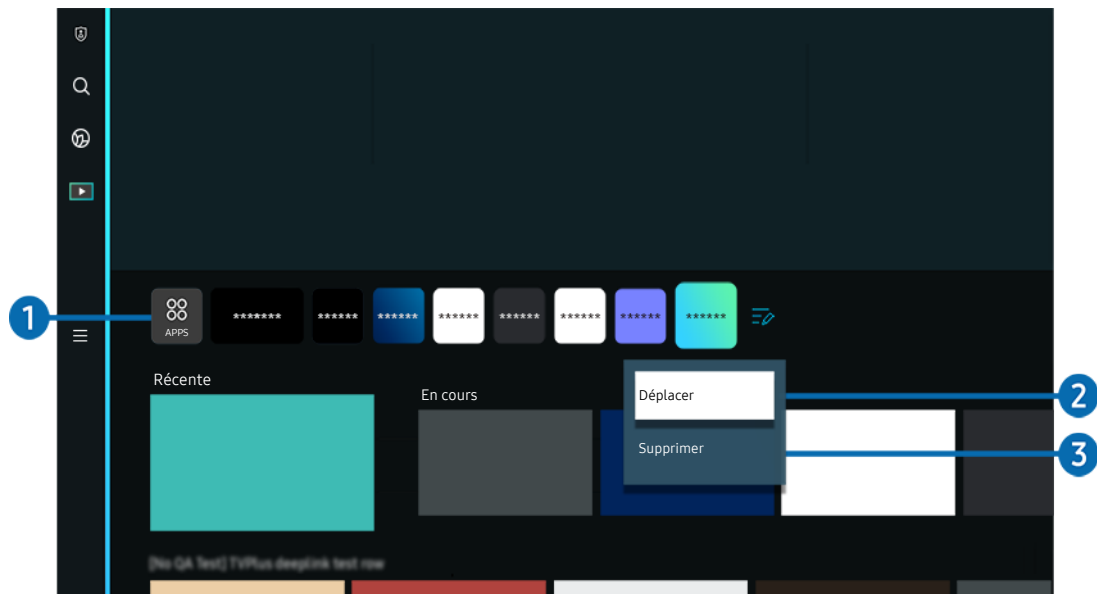 1
APPS
*******
******
******
******
******
******
******
******
Récente
En cours
Déplacer
2
Supprimer
3
[No QA Test] TVPlus deeplink test row